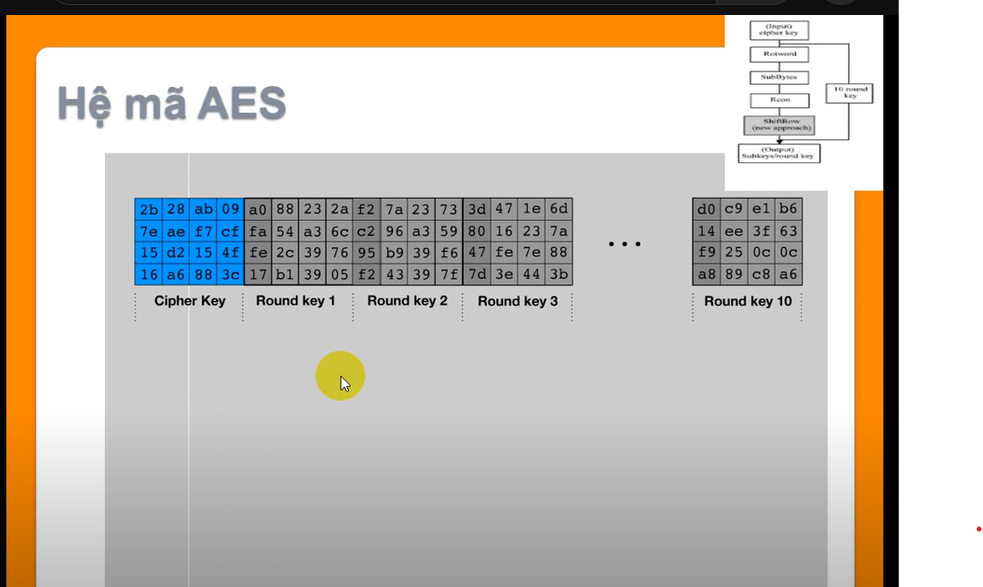 Hệ mã AES
(Input)
cipher key
Rotword
SubBytes
Rcon
ShiftRow
(new approach)
(Output)
Subkeys/round key
10 round
key
2b 28 ab 09 a0 88 23 2a f2 7a 23 73 3d 47 1e 6d
7e ae f7 cf fa 54 a3 6c c2 96 a3 59 80 16 23 7a
15 d2 15 4f fe 2c 39 76 95 b9 39 f6 47 fe 7e 88
16 a6 88 3c 17 b1 39 05 f2 43 39 7f 7d 3e 44 3b
...
d0 c9 e1 b6
14 ee 3f 63
f9 25 0c 0c
a8 89 c8 a6
Cipher Key
Round key 1
Round key 2
Round key 3
Round key 10